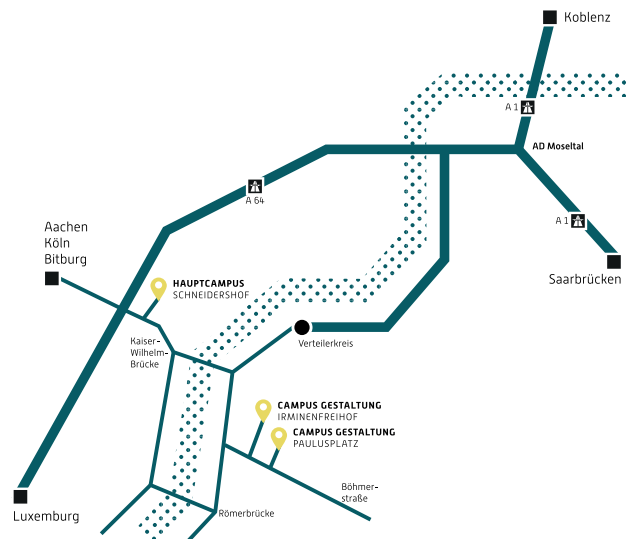 Koblenz
A 1
AD Moseltal
A 64
A 1
Aachen
Köln
Bitburg
Saarbrücken
HAUPTCAMPUS
SCHNEIDERSHOF
Kaiser-
Wilhelm-
Brücke
Verteilerkreis
CAMPUS GESTALTUNG
IRMINENFREIHOF
CAMPUS GESTALTUNG
PAULUSPLATZ
Böhmer-
straße
Luxemburg
Römerbrücke